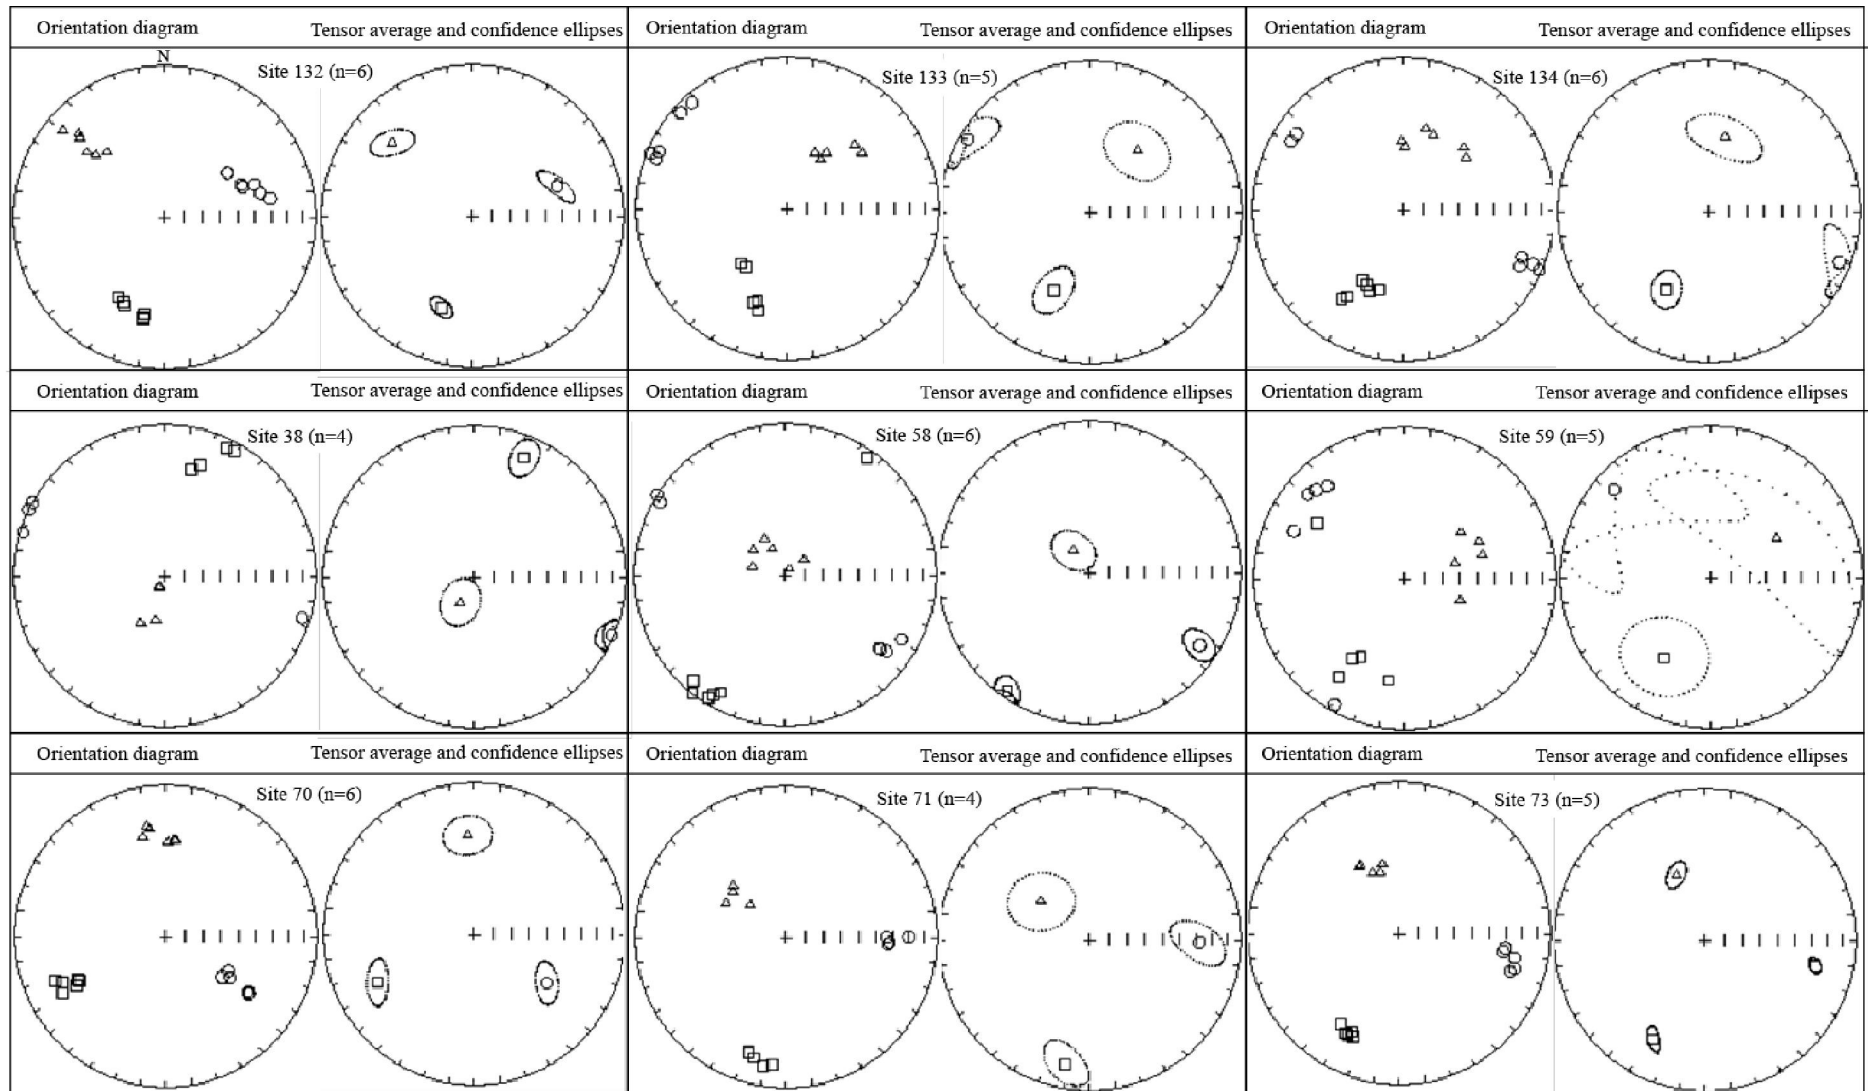 Orientation diagram Tensor average and confidence ellipses Orientation diagram Tensor average and confidence ellipses Orientation diagram Tensor average and confidence ellipses
N
Site 132 (n=6) Site 133 (n=5) Site 134 (n=6)
Orientation diagram Tensor average and confidence ellipses Orientation diagram Tensor average and confidence ellipses Orientation diagram Tensor average and confidence ellipses
Site 38 (n=4) Site 58 (n=6) Site 59 (n=5)
Orientation diagram Tensor average and confidence ellipses Orientation diagram Tensor average and confidence ellipses Orientation diagram Tensor average and confidence ellipses
Site 70 (n=6) Site 71 (n=4) Site 73 (n=5)